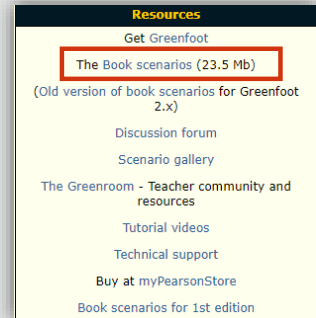 Resources
Get Greenfoot
The Book scenarios (23.5 Mb)
(Old version of book scenarios for Greenfoot
2.x)
Discussion forum
Scenario gallery
The Greenroom - Teacher community and
resources
Tutorial videos
Technical support
Buy at myPearsonStore
Book scenarios for 1st edition